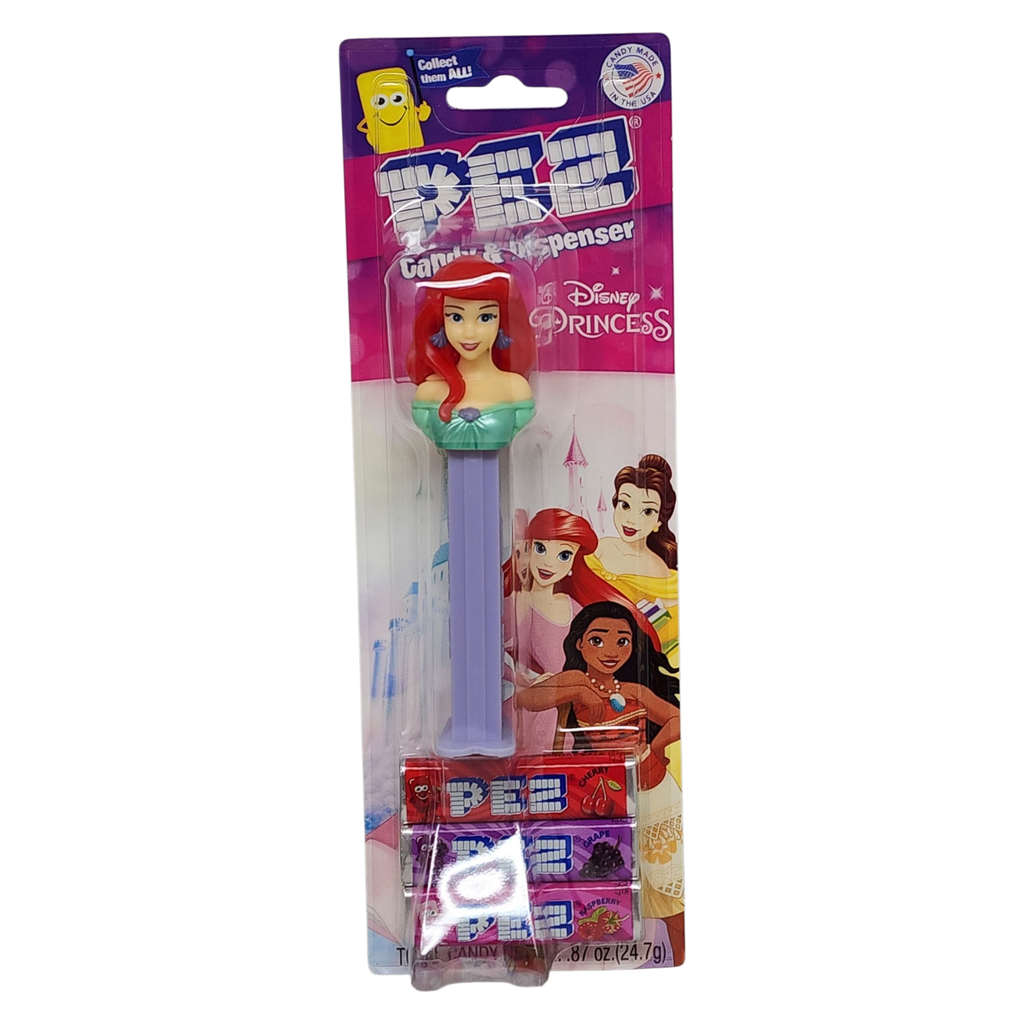 Collect
them ALL!
CANDY MADE
IN THE USA
PEZ®
Candy & Dispenser
Disney
PRINCESS
PEZ
CHERRY
PEZ
GRAPE
PEZ
RASPBERRY
CANDY .87 oz.(24.7g)